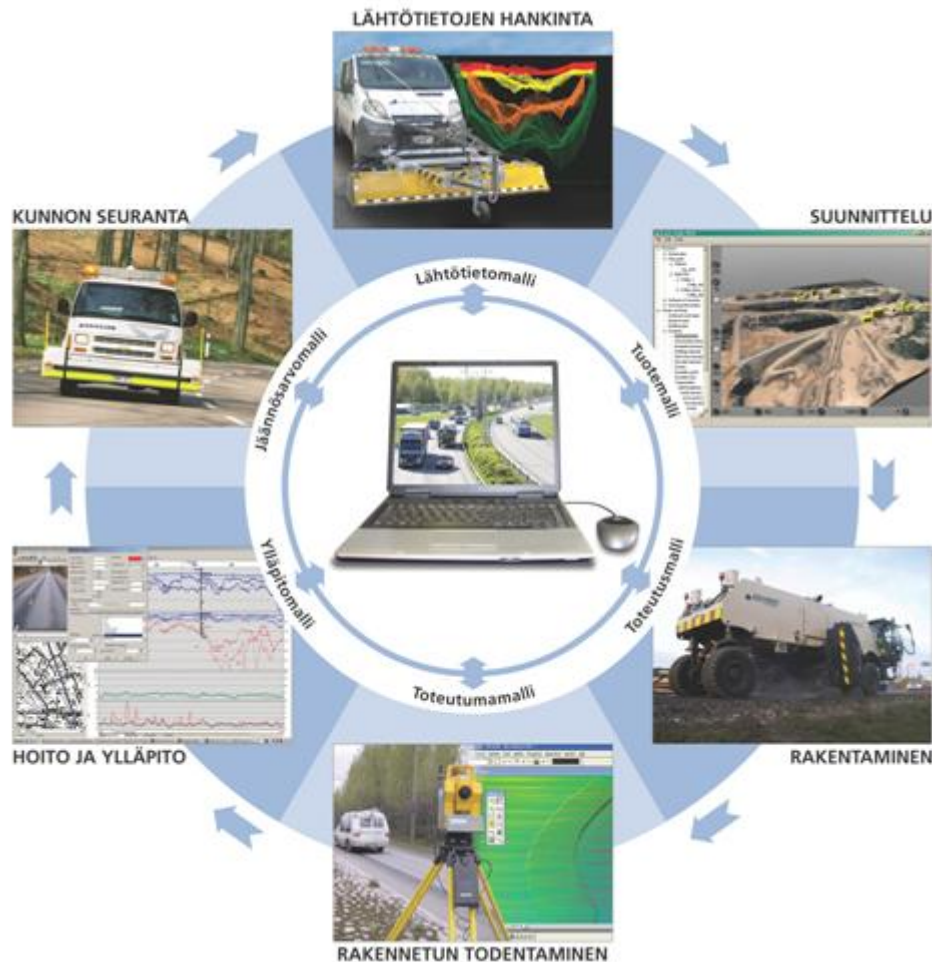 LÄHTÖTIETOJEN HANKINTA
KUNNON SEURANTA
SUUNNITTELU
Lähtötietomalli
Jäännösarvomalli
Tuotemalli
Ylläpitomalli
Toteutusmalli
Toteutumamalli
HOITO JA YLLÄPITO
RAKENTAMINEN
RAKENNETUN TODENTAMINEN